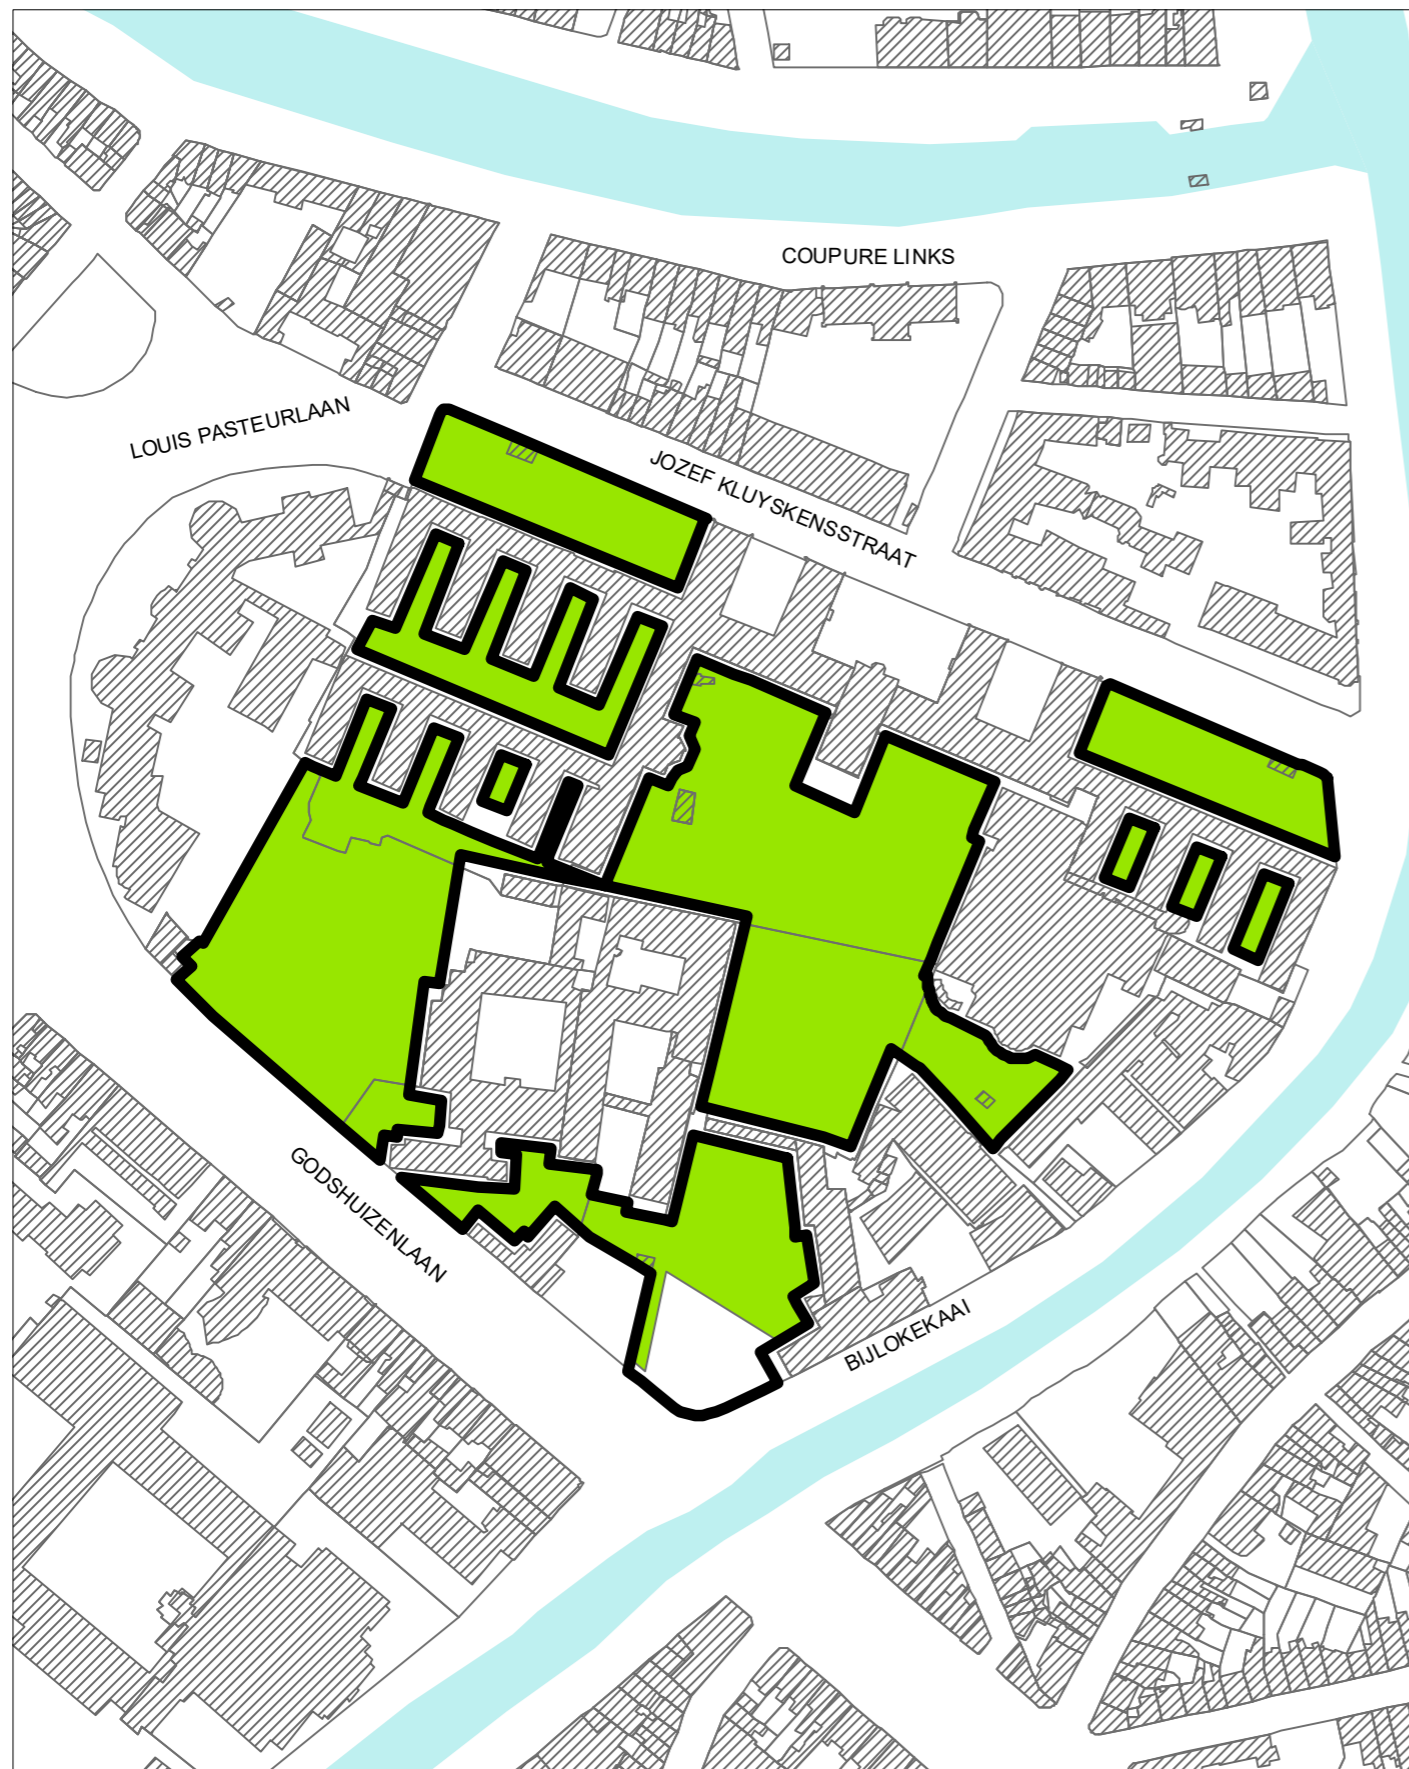 COUPURE LINKS
LOUIS PASTEURLAAN
JOZEF KLUYSKENSSTRAAT
GODSHUIZENLAAN
BIJLOKEKAAI